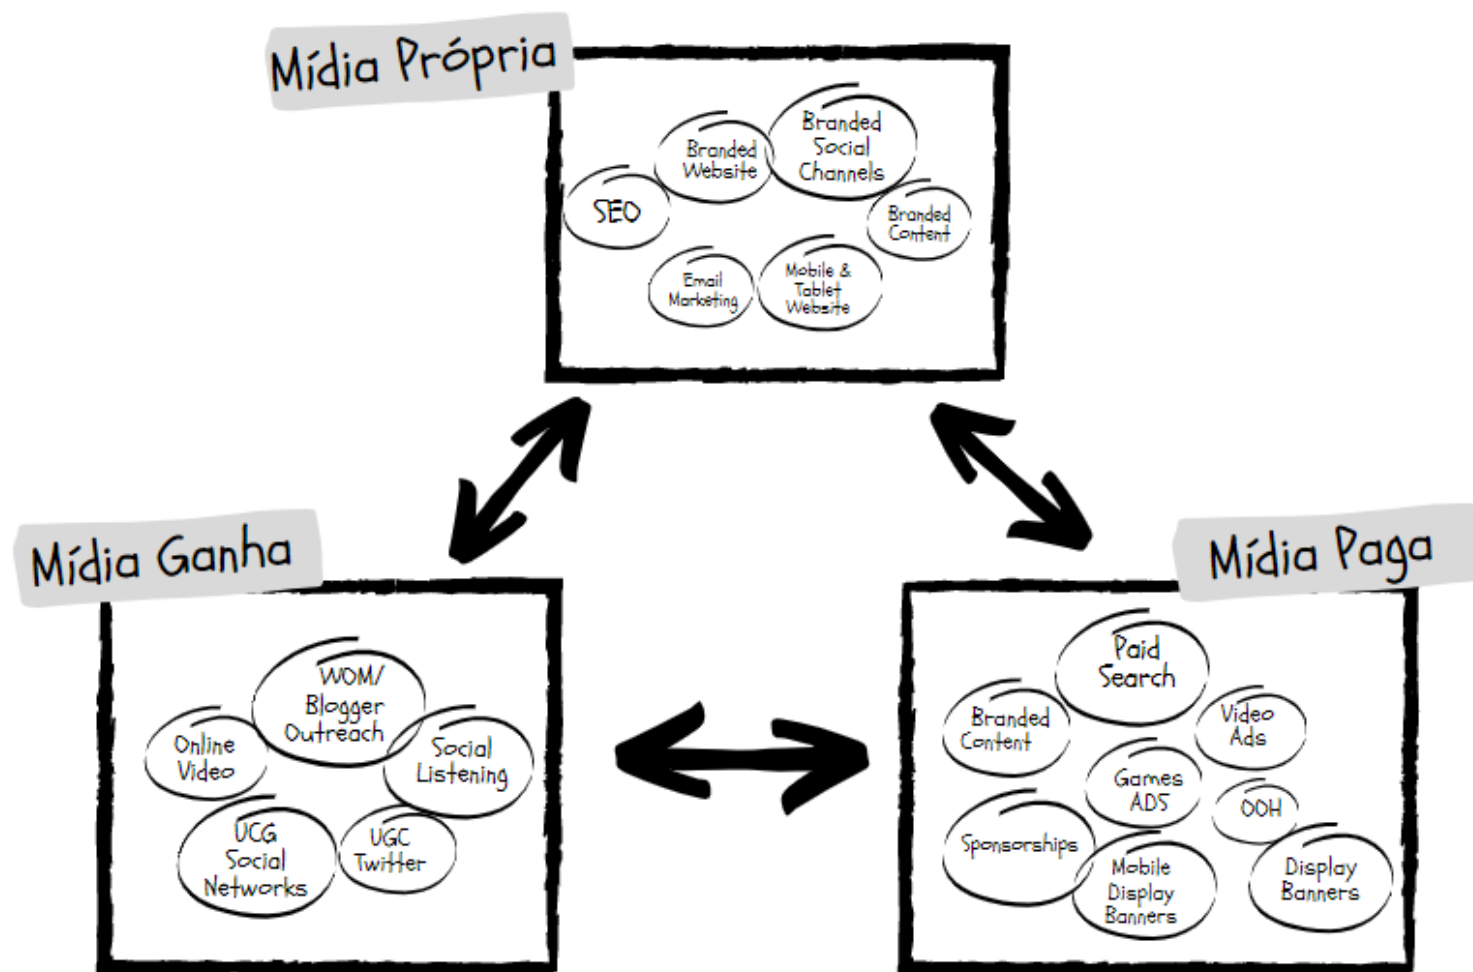 Mídia Própria
Branded
Social
Channels
Branded
Website
SEO
Branded
Content
Email
Marketing
Mobile &
Tablet
Website
Mídia Ganha
WOM/
Blogger
Outreach
Online
Video
Social
Listening
UCG
Social
Networks
UGC
Twitter
Mídia Paga
Paid
Search
Branded
Content
Video
Ads
Games
ADS
OOH
Sponsorships
Mobile
Display
Banners
Display
Banners